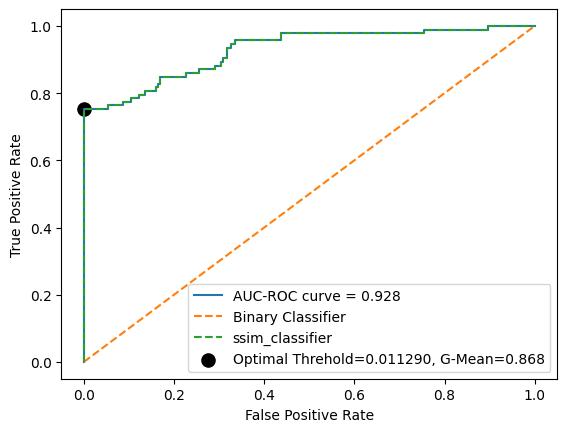 1.0
0.8
0.6
0.4
0.2
0.0
True Positive Rate
AUC-ROC curve = 0.928
Binary Classifier
ssim_classifier
Optimal Threhold=0.011290, G-Mean=0.868
0.0 0.2 0.4 0.6 0.8 1.0
False Positive Rate